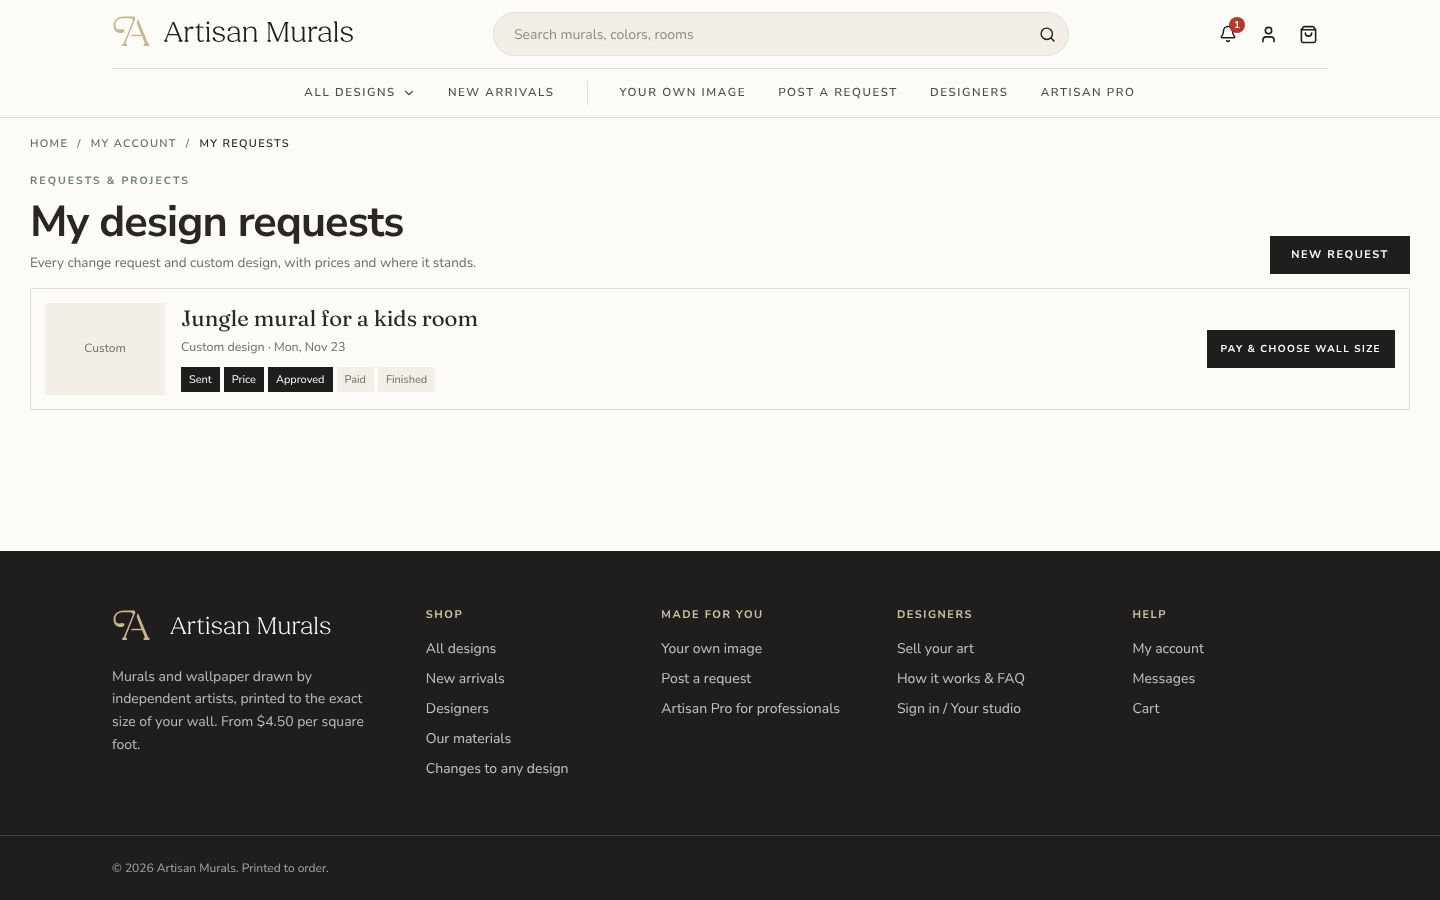 Artisan Murals
Search murals, colors, rooms
1
ALL DESIGNS
NEW ARRIVALS
YOUR OWN IMAGE
POST A REQUEST
DESIGNERS
ARTISAN PRO
HOME / MY ACCOUNT / MY REQUESTS
REQUESTS & PROJECTS
My design requests
Every change request and custom design, with prices and where it stands.
NEW REQUEST
Custom
Jungle mural for a kids room
Custom design · Mon, Nov 23
Sent
Price
Approved
Paid
Finished
PAY & CHOOSE WALL SIZE
Artisan Murals
Murals and wallpaper drawn by
independent artists, printed to the exact
size of your wall. From $4.50 per square
foot.
SHOP
All designs
New arrivals
Designers
Our materials
Changes to any design
MADE FOR YOU
Your own image
Post a request
Artisan Pro for professionals
DESIGNERS
Sell your art
How it works & FAQ
Sign in / Your studio
HELP
My account
Messages
Cart
© 2026 Artisan Murals. Printed to order.